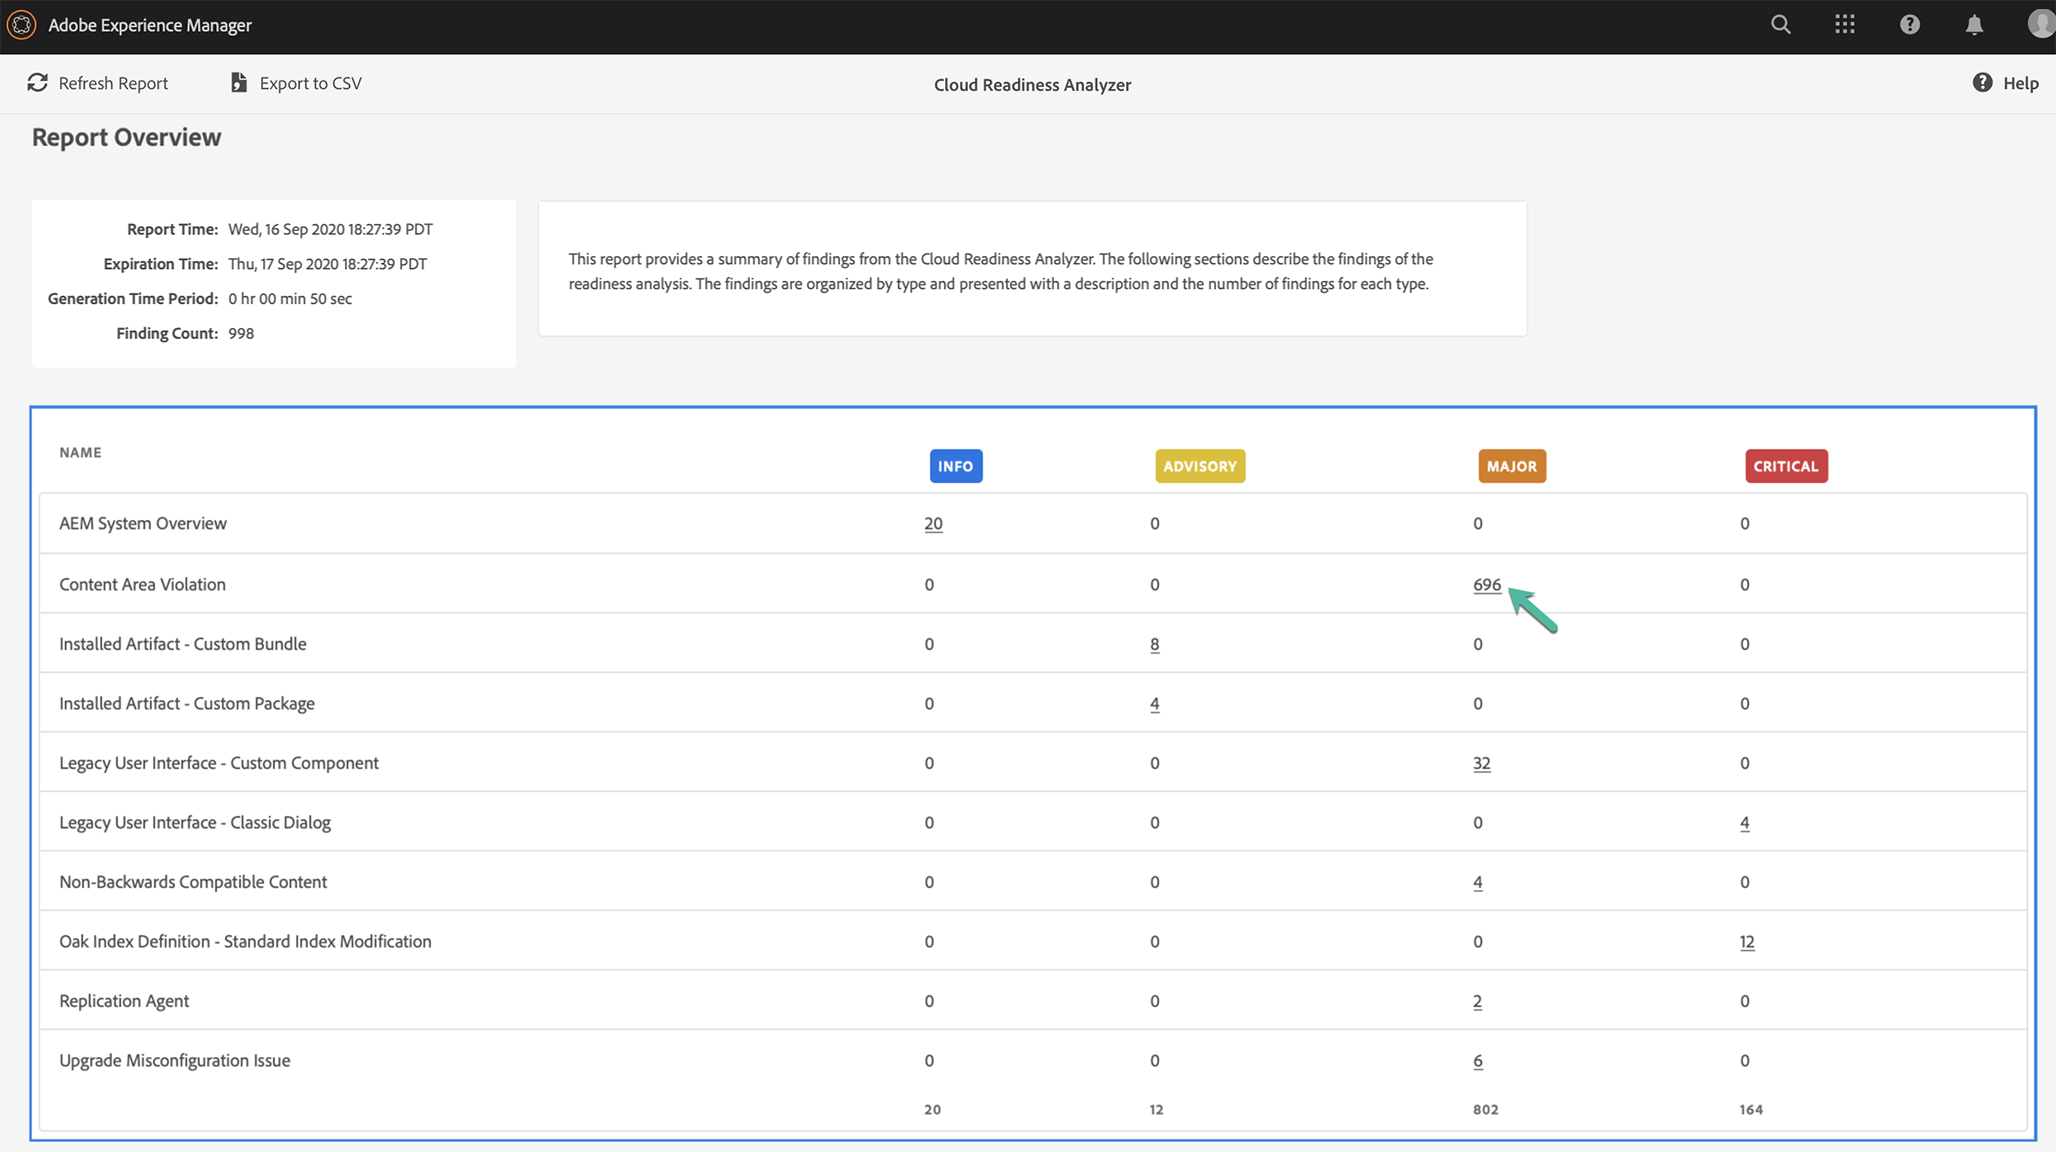 Adobe Experience Manager
Refresh Report Export to CSV Cloud Readiness Analyzer Help
Report Overview
Report Time: Wed, 16 Sep 2020 18:27:39 PDT
Expiration Time: Thu, 17 Sep 2020 18:27:39 PDT
Generation Time Period: 0 hr 00 min 50 sec
Finding Count: 998
This report provides a summary of findings from the Cloud Readiness Analyzer. The following sections describe the findings of the
readiness analysis. The findings are organized by type and presented with a description and the number of findings for each type.
NAME INFO ADVISORY MAJOR CRITICAL
AEM System Overview 20 0 0 0
Content Area Violation 0 0 696 0
Installed Artifact - Custom Bundle 0 8 0 0
Installed Artifact - Custom Package 0 4 0 0
Legacy User Interface - Custom Component 0 0 32 0
Legacy User Interface - Classic Dialog 0 0 0 4
Non-Backwards Compatible Content 0 0 4 0
Oak Index Definition - Standard Index Modification 0 0 0 12
Replication Agent 0 0 2 0
Upgrade Misconfiguration Issue 0 0 6 0
20 12 802 164